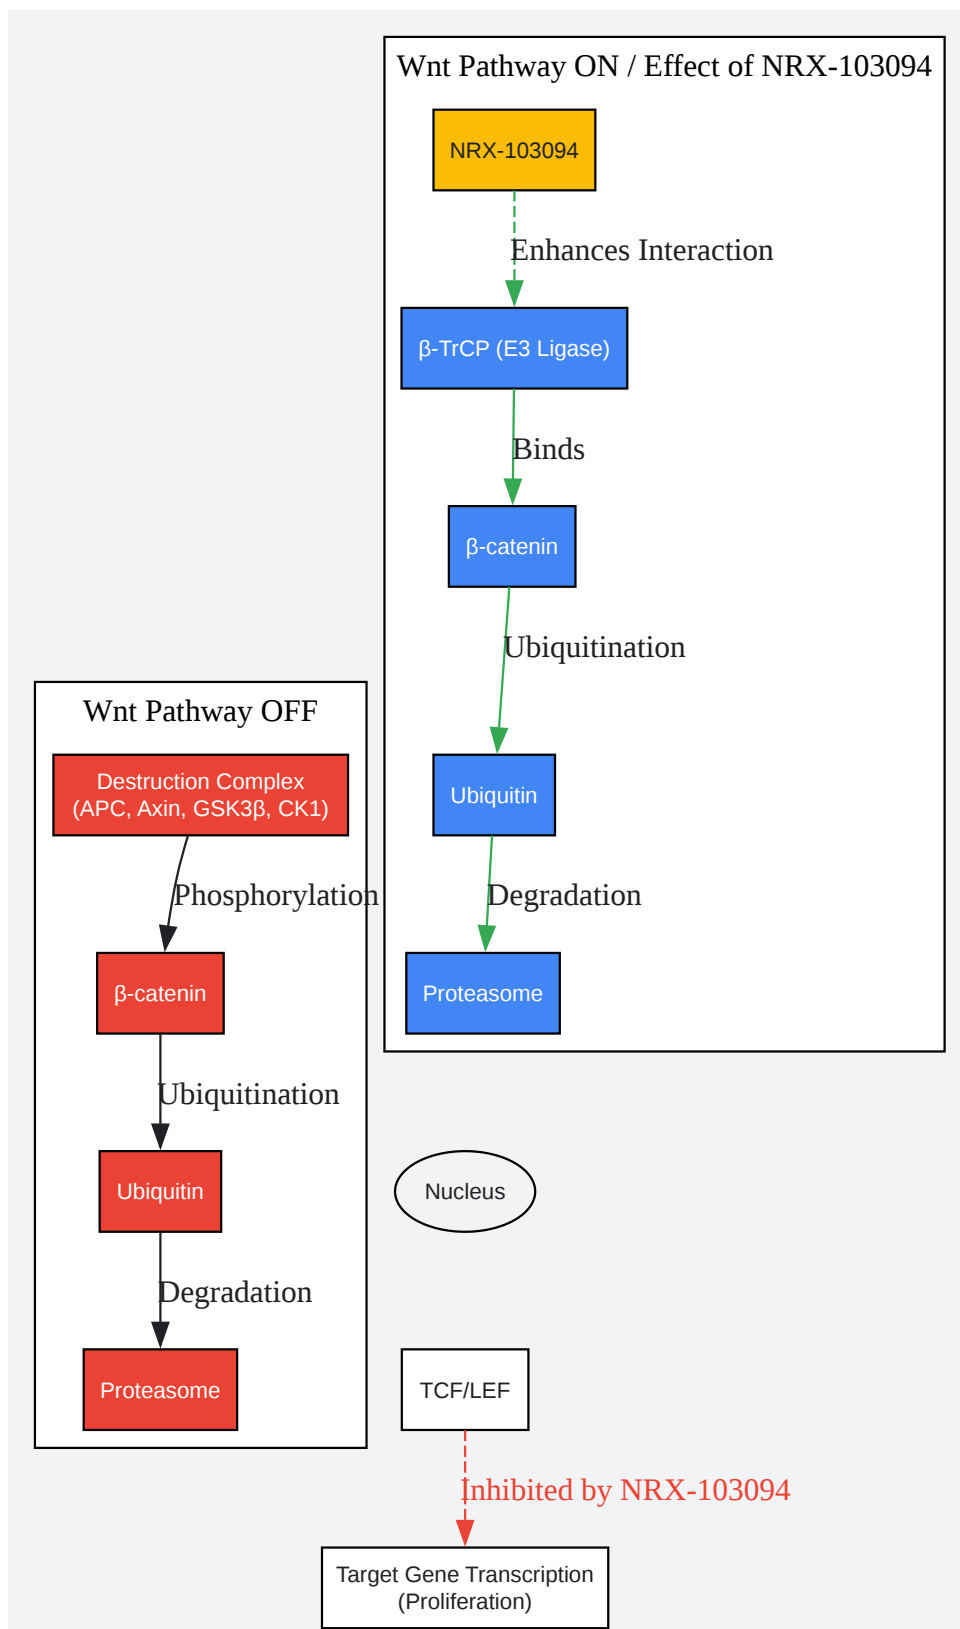 Wnt Pathway ON / Effect of NRX-103094
NRX-103094
Enhances Interaction
β-TrCP (E3 Ligase)
Binds
β-catenin
Ubiquitination
Ubiquitin
Degradation
Proteasome
Wnt Pathway OFF
Destruction Complex
(APC, Axin, GSK3β, CK1)
Phosphorylation
β-catenin
Ubiquitination
Ubiquitin
Degradation
Proteasome
Nucleus
TCF/LEF
Inhibited by NRX-103094
Target Gene Transcription
(Proliferation)